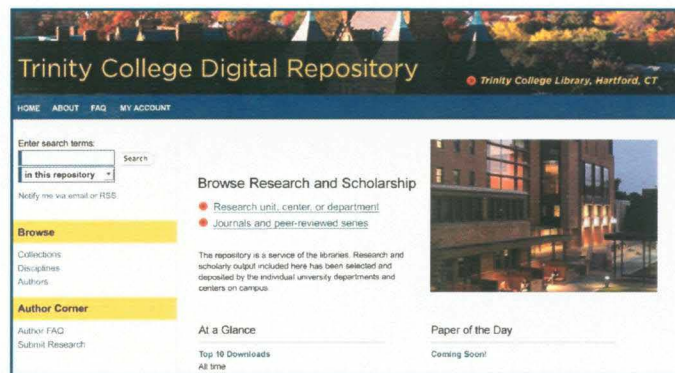 Trinity College Digital Repository
Trinity College Library, Hartford, CT
HOME ABOUT FAQ MY ACCOUNT
Enter search terms:
Search
in this repository
Notify me via email or RSS
Browse
Collections
Disciplines
Authors
Author Corner
Author FAQ
Submit Research
Browse Research and Scholarship
Research unit, center, or department
Journals and peer-reviewed series
The repository is a service of the libraries. Research and
scholarly output included here has been selected and
deposited by the individual university departments and
centers on campus.
At a Glance
Top 10 Downloads
All time
Paper of the Day
Coming Soon!